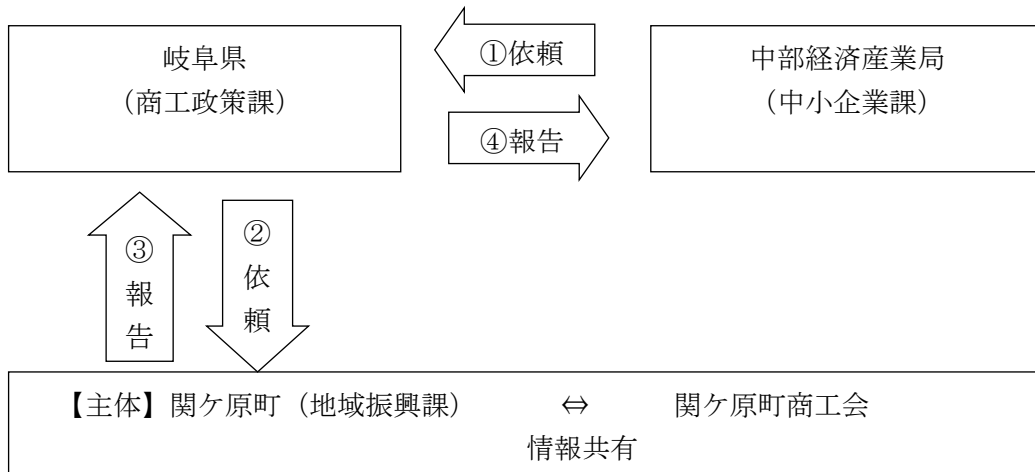 岐阜県
（商工政策課）
①依頼
④報告
中部経済産業局
（中小企業課）
③報告
②依頼
【主体】関ケ原町（地域振興課） ⇔ 関ケ原町商工会
情報共有